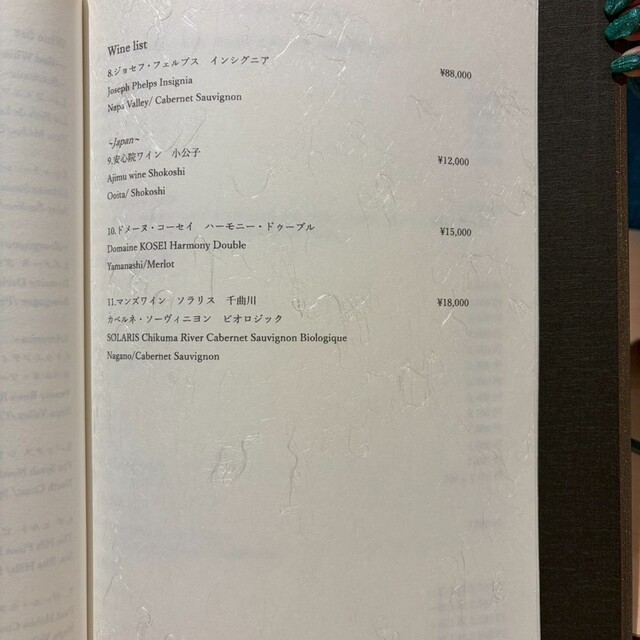 Wine list
8.ジョセフ・フェルプス　インシグニア
¥88,000
Joseph Phelps Insignia
Napa Valley/ Cabernet Sauvignon
~Japan~
9.安心院ワイン　小公子
¥12,000
Ajimu wine Shokoshi
Ooita/ Shokoshi
10.ドメーヌ・コーセイ　ハーモニー・ドゥーブル
¥15,000
Domaine KOSEI Harmony Double
Yamanashi/Merlot
11.マンズワイン　ソラリス　千曲川
¥18,000
カベルネ・ソーヴィニヨン　ビオロジック
SOLARIS Chikuma River Cabernet Sauvignon Biologique
Nagano/Cabernet Sauvignon